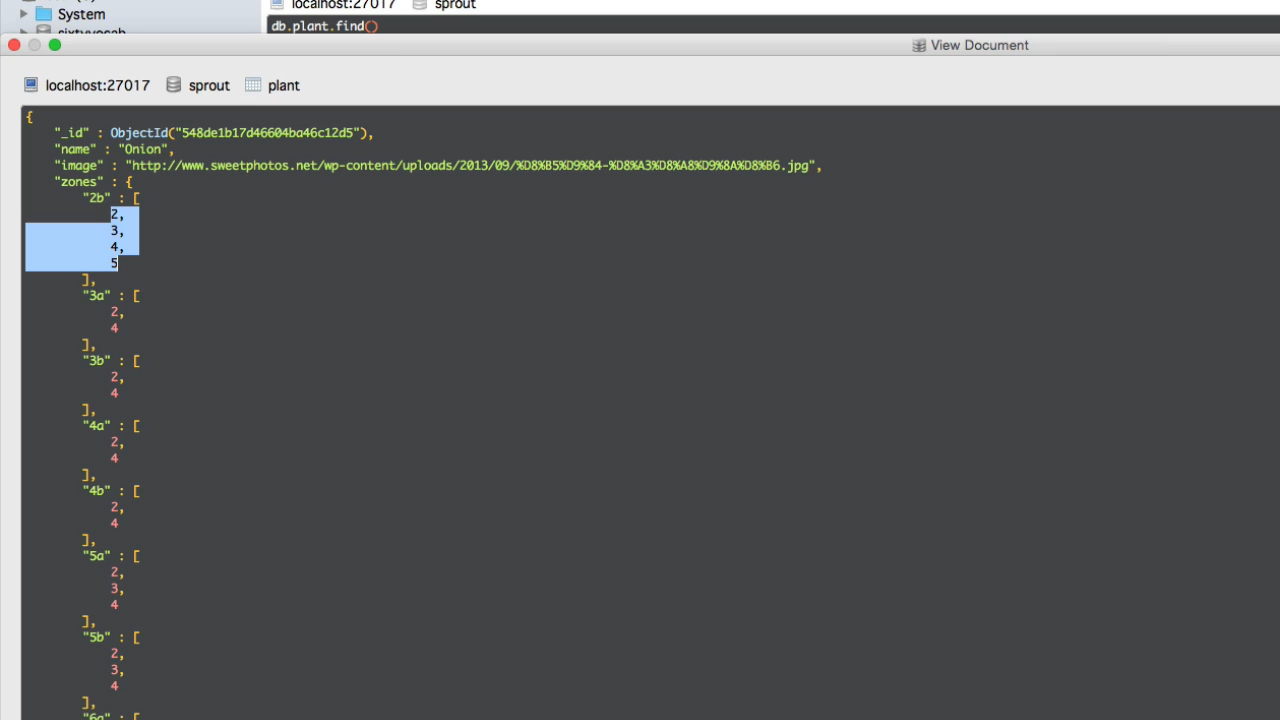 System
localhost:27017 sprout
sixtyvocab
db.plant.find()
View Document
localhost:27017 sprout plant
{
"_id" : ObjectId("548de1b17d46604ba46c12d5"),
"name" : "Onion",
"image" : "http://www.sweetphotos.net/wp-content/uploads/2013/09/%D8%B5%D9%84-%D8%A3%D8%A8%D9%8A%D8%B6.jpg",
"zones" : {
"2b" : [
2,
3,
4,
5
],
"3a" : [
2,
4
],
"3b" : [
2,
4
],
"4a" : [
2,
4
],
"4b" : [
2,
4
],
"5a" : [
2,
3,
4
],
"5b" : [
2,
3,
4
],
"6a" : [